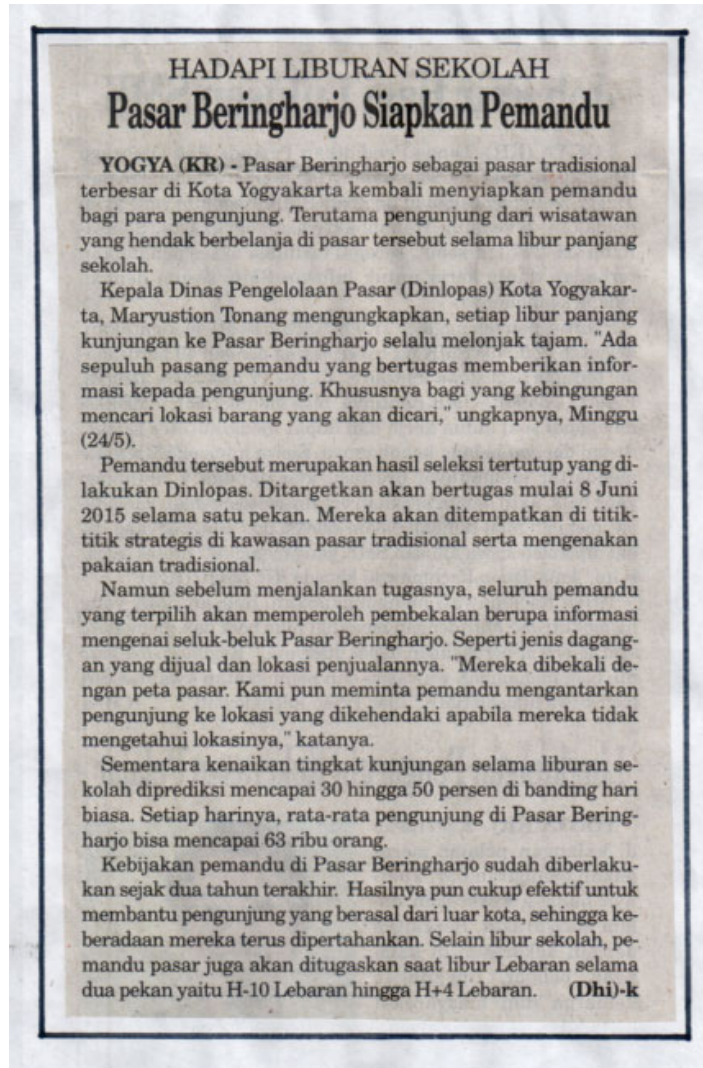 HADAPI LIBURAN SEKOLAH
Pasar Beringharjo Siapkan Pemandu
YOGYA (KR) - Pasar Beringharjo sebagai pasar tradisional
terbesar di Kota Yogyakarta kembali menyiapkan pemandu
bagi para pengunjung. Terutama pengunjung dari wisatawan
yang hendak berbelanja di pasar tersebut selama libur panjang
sekolah.
Kepala Dinas Pengelolaan Pasar (Dinlopas) Kota Yogyakar-
ta, Maryustion Tonang mengungkapkan, setiap libur panjang
kunjungan ke Pasar Beringharjo selalu melonjak tajam. "Ada
sepuluh pasang pemandu yang bertugas memberikan infor-
masi kepada pengunjung. Khususnya bagi yang kebingungan
mencari lokasi barang yang akan dicari," ungkapnya, Minggu
(24/5).
Pemandu tersebut merupakan hasil seleksi tertutup yang di-
lakukan Dinlopas. Ditargetkan akan bertugas mulai 8 Juni
2015 selama satu pekan. Mereka akan ditempatkan di titik-
titik strategis di kawasan pasar tradisional serta mengenakan
pakaian tradisional.
Namun sebelum menjalankan tugasnya, seluruh pemandu
yang terpilih akan memperoleh pembekalan berupa informasi
mengenai seluk-beluk Pasar Beringharjo. Seperti jenis dagang-
an yang dijual dan lokasi penjualannya. "Mereka dibekali de-
ngan peta pasar. Kami pun meminta pemandu mengantarkan
pengunjung ke lokasi yang dikehendaki apabila mereka tidak
mengetahui lokasinya," katanya.
Sementara kenaikan tingkat kunjungan selama liburan se-
kolah diprediksi mencapai 30 hingga 50 persen di banding hari
biasa. Setiap harinya, rata-rata pengunjung di Pasar Bering-
harjo bisa mencapai 63 ribu orang.
Kebijakan pemandu di Pasar Beringharjo sudah diberlaku-
kan sejak dua tahun terakhir. Hasilnya pun cukup efektif untuk
membantu pengunjung yang berasal dari luar kota, sehingga ke-
beradaan mereka terus dipertahankan. Selain libur sekolah, pe-
mandu pasar juga akan ditugaskan saat libur Lebaran selama
dua pekan yaitu H-10 Lebaran hingga H+4 Lebaran. (Dhi)-k